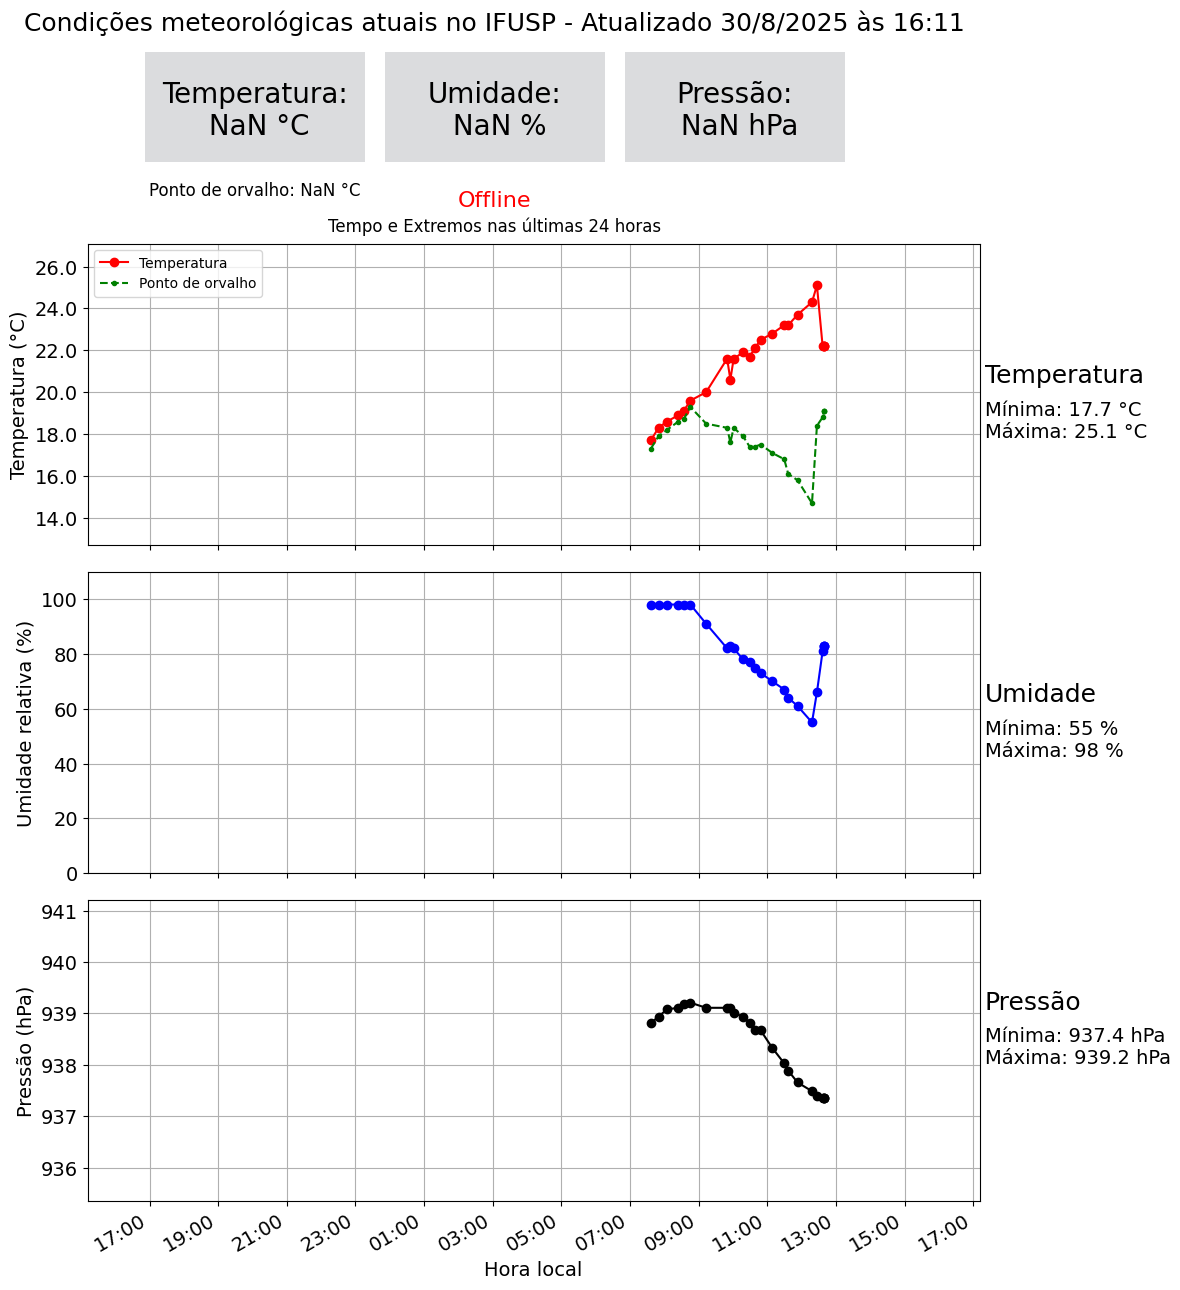 Condições meteorológicas atuais no IFUSP - Atualizado 30/8/2025 às 16:11
Temperatura:
NaN °C
Umidade:
NaN %
Pressão:
NaN hPa
Ponto de orvalho: NaN °C
Offline
Tempo e Extremos nas últimas 24 horas
Temperatura
Ponto de orvalho
Temperatura (°C)
26.0
24.0
22.0
20.0
18.0
16.0
14.0
Temperatura
Mínima: 17.7 °C
Máxima: 25.1 °C
Umidade relativa (%)
100
80
60
40
20
0
Umidade
Mínima: 55 %
Máxima: 98 %
Pressão (hPa)
941
940
939
938
937
936
Pressão
Mínima: 937.4 hPa
Máxima: 939.2 hPa
17:00
19:00
21:00
23:00
01:00
03:00
05:00
07:00
09:00
11:00
13:00
15:00
17:00
Hora local